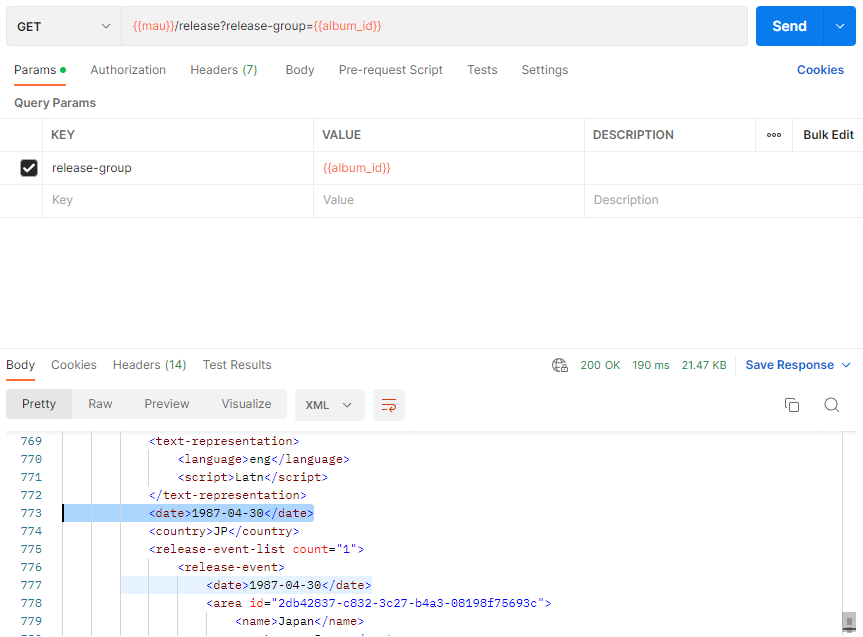 GET {{mau}}/release?release-group={{album_id}} Send
Params Authorization Headers (7) Body Pre-request Script Tests Settings Cookies
Query Params
KEY VALUE DESCRIPTION Bulk Edit
release-group {{album_id}}
Key Value Description
Body Cookies Headers (14) Test Results 200 OK 190 ms 21.47 KB Save Response
Pretty Raw Preview Visualize XML
769 <text-representation>
770 <language>eng</language>
771 <script>Latn</script>
772 </text-representation>
773 <date>1987-04-30</date>
774 <country>JP</country>
775 <release-event-list count="1">
776 <release-event>
777 <date>1987-04-30</date>
778 <area id="2db42837-c832-3c27-b4a3-08198f75693c">
779 <name>Japan</name>